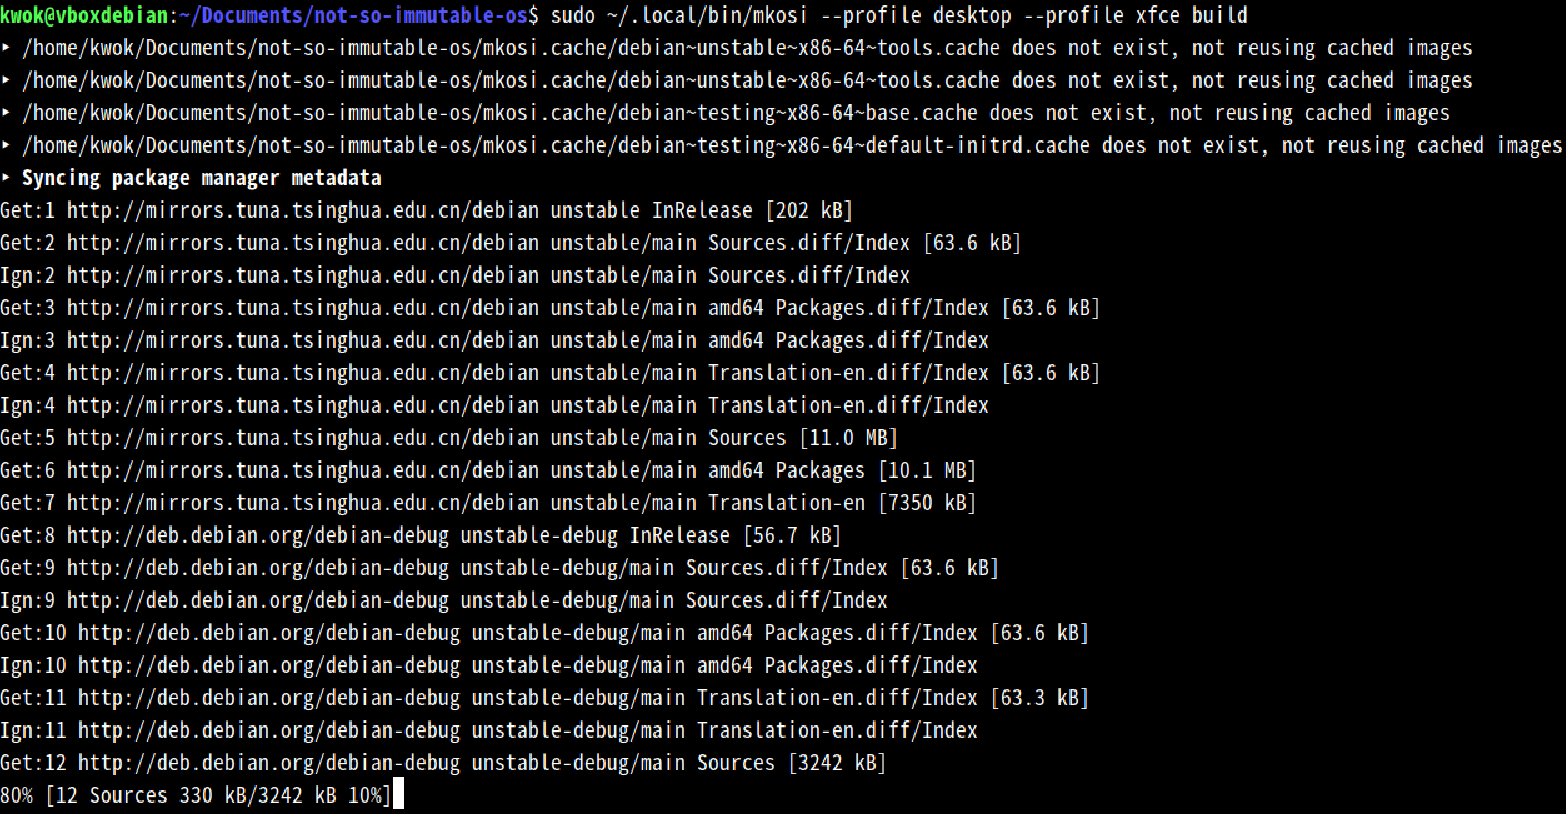 kwok@vboxdebian:~/Documents/not-so-immutable-os$ sudo ~/.local/bin/mkosi --profile desktop --profile xfce build
‣ /home/kwok/Documents/not-so-immutable-os/mkosi.cache/debian~unstable~x86-64~tools.cache does not exist, not reusing cached images
‣ /home/kwok/Documents/not-so-immutable-os/mkosi.cache/debian~unstable~x86-64~tools.cache does not exist, not reusing cached images
‣ /home/kwok/Documents/not-so-immutable-os/mkosi.cache/debian~testing~x86-64~base.cache does not exist, not reusing cached images
‣ /home/kwok/Documents/not-so-immutable-os/mkosi.cache/debian~testing~x86-64~default-initrd.cache does not exist, not reusing cached images
‣ Syncing package manager metadata
Get:1 http://mirrors.tuna.tsinghua.edu.cn/debian unstable InRelease [202 kB]
Get:2 http://mirrors.tuna.tsinghua.edu.cn/debian unstable/main Sources.diff/Index [63.6 kB]
Ign:2 http://mirrors.tuna.tsinghua.edu.cn/debian unstable/main Sources.diff/Index
Get:3 http://mirrors.tuna.tsinghua.edu.cn/debian unstable/main amd64 Packages.diff/Index [63.6 kB]
Ign:3 http://mirrors.tuna.tsinghua.edu.cn/debian unstable/main amd64 Packages.diff/Index
Get:4 http://mirrors.tuna.tsinghua.edu.cn/debian unstable/main Translation-en.diff/Index [63.6 kB]
Ign:4 http://mirrors.tuna.tsinghua.edu.cn/debian unstable/main Translation-en.diff/Index
Get:5 http://mirrors.tuna.tsinghua.edu.cn/debian unstable/main Sources [11.0 MB]
Get:6 http://mirrors.tuna.tsinghua.edu.cn/debian unstable/main amd64 Packages [10.1 MB]
Get:7 http://mirrors.tuna.tsinghua.edu.cn/debian unstable/main Translation-en [7350 kB]
Get:8 http://deb.debian.org/debian-debug unstable-debug InRelease [56.7 kB]
Get:9 http://deb.debian.org/debian-debug unstable-debug/main Sources.diff/Index [63.6 kB]
Ign:9 http://deb.debian.org/debian-debug unstable-debug/main Sources.diff/Index
Get:10 http://deb.debian.org/debian-debug unstable-debug/main amd64 Packages.diff/Index [63.6 kB]
Ign:10 http://deb.debian.org/debian-debug unstable-debug/main amd64 Packages.diff/Index
Get:11 http://deb.debian.org/debian-debug unstable-debug/main Translation-en.diff/Index [63.3 kB]
Ign:11 http://deb.debian.org/debian-debug unstable-debug/main Translation-en.diff/Index
Get:12 http://deb.debian.org/debian-debug unstable-debug/main Sources [3242 kB]
80% [12 Sources 330 kB/3242 kB 10%]